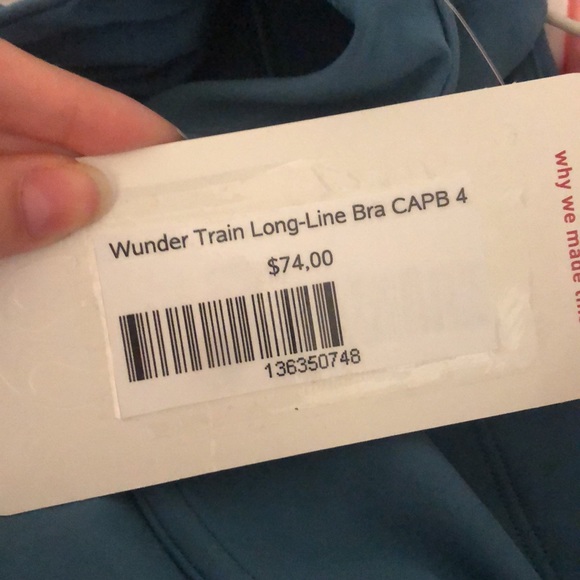 Wunder Train Long-Line Bra CAPB 4
$74,00
136350748
why we made